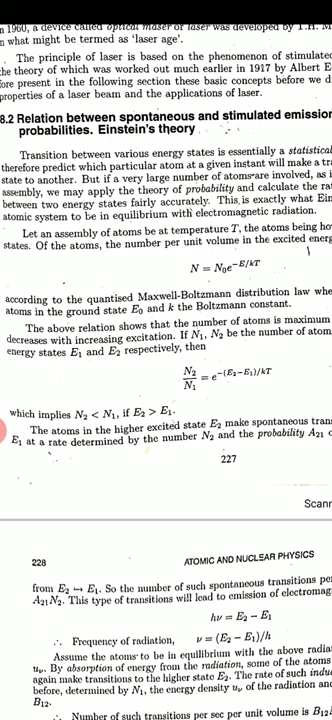 n 1960, a device called optical maser or laser was developed by T.H. M
n what might be termed as 'laser age'.
The principle of laser is based on the phenomenon of stimulated
the theory of which was worked out much earlier in 1917 by Albert E
fore present in the following section these basic concepts before we d
properties of a laser beam and the applications of laser.
8.2 Relation between spontaneous and stimulated emission
probabilities. Einstein's theory
Transition between various energy states is essentially a statistical
therefore predict which particular atom at a given instant will make a tra
state to another. But if a very large number of atoms are involved, as i
assembly, we may apply the theory of probability and calculate the rat
between two energy states fairly accurately. This is exactly what Ein
atomic system to be in equilibrium with electromagnetic radiation.
Let an assembly of atoms be at temperature T, the atoms being ho
states. Of the atoms, the number per unit volume in the excited energ
N = N₀e^(−E/kT)
according to the quantised Maxwell-Boltzmann distribution law whe
atoms in the ground state E₀ and k the Boltzmann constant.
The above relation shows that the number of atoms is maximum
decreases with increasing excitation. If N₁, N₂ be the number of atom
energy states E₁ and E₂ respectively, then
N₂/N₁ = e^(−(E₂−E₁)/kT)
which implies N₂ < N₁, if E₂ > E₁.
The atoms in the higher excited state E₂ make spontaneous trans
E₁ at a rate determined by the number N₂ and the probability A₂₁ o
227
Scann
228 ATOMIC AND NUCLEAR PHYSICS
from E₂ ↦ E₁. So the number of such spontaneous transitions per
A₂₁N₂. This type of transitions will lead to emission of electromag
hν = E₂ − E₁
∴ Frequency of radiation, ν = (E₂ − E₁)/h
Assume the atoms to be in equilibrium with the above radia
uᵥ. By absorption of energy from the radiation, some of the atoms
again make transitions to the higher state E₂. The rate of such induc
before, determined by N₁, the energy density uᵥ of the radiation and
B₁₂.
∴ Number of such transitions per sec per unit volume is B₁₂